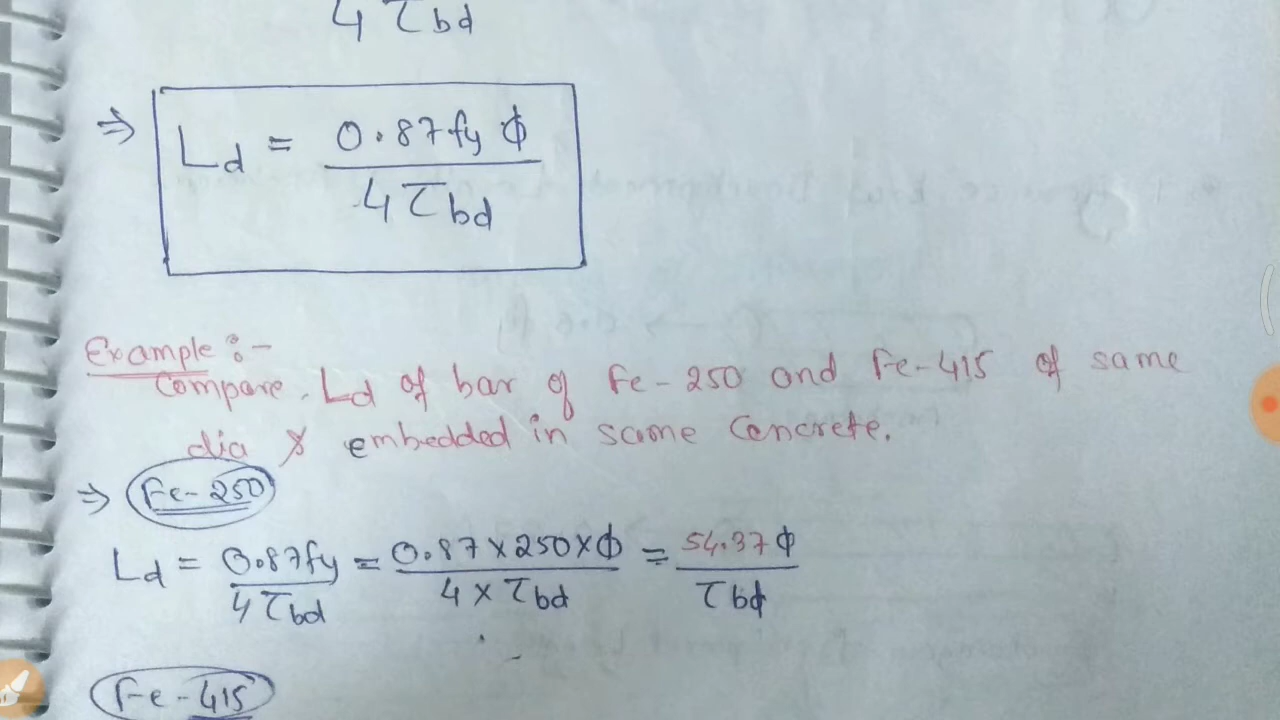 4 τbd
⇒ Ld = 0.87fy ϕ / 4 τbd
Example :-
Compare Ld of bar of Fe-250 and Fe-415 of same
dia & embedded in same Concrete.
⇒ Fe-250
Ld = 0.87fy / 4 τbd = 0.87 × 250 × ϕ / 4 × τbd = 54.37 ϕ / τbd
Fe-415